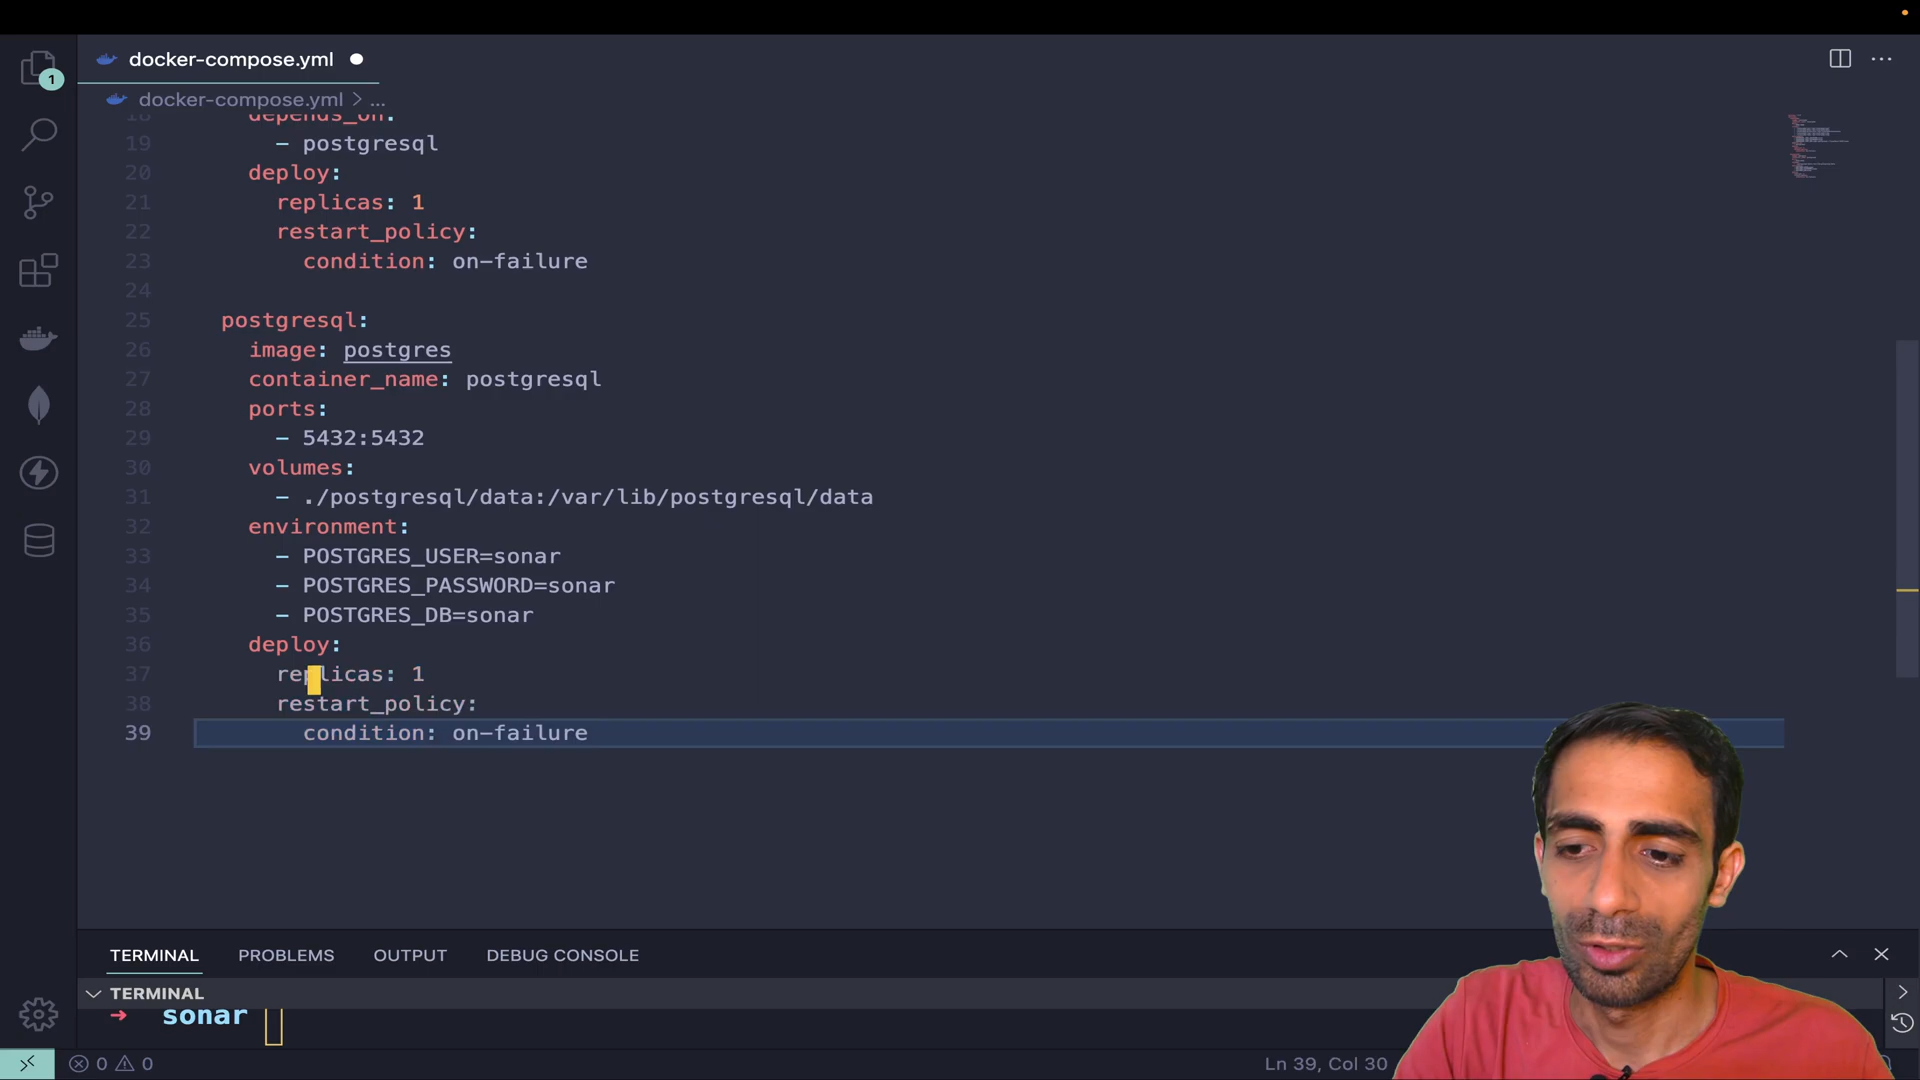 docker-compose.yml
docker-compose.yml > ...
1
18 depends_on:
19 - postgresql
20 deploy:
21 replicas: 1
22 restart_policy:
23 condition: on-failure
24
25 postgresql:
26 image: postgres
27 container_name: postgresql
28 ports:
29 - 5432:5432
30 volumes:
31 - ./postgresql/data:/var/lib/postgresql/data
32 environment:
33 - POSTGRES_USER=sonar
34 - POSTGRES_PASSWORD=sonar
35 - POSTGRES_DB=sonar
36 deploy:
37 replicas: 1
38 restart_policy:
39 condition: on-failure
TERMINAL PROBLEMS OUTPUT DEBUG CONSOLE
TERMINAL
→ sonar
0 0 Ln 39, Col 30